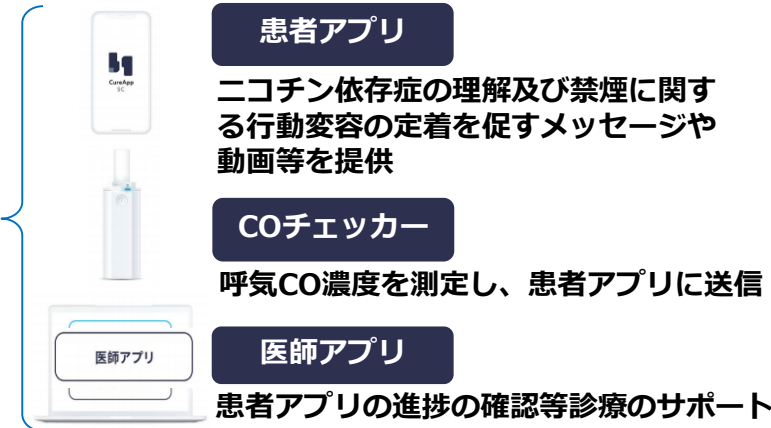 患者アプリ
CureApp
SC
ニコチン依存症の理解及び禁煙に関す
る行動変容の定着を促すメッセージや
動画等を提供
COチェッカー
呼気CO濃度を測定し、患者アプリに送信
医師アプリ
医師アプリ
患者アプリの進捗の確認等診療のサポート